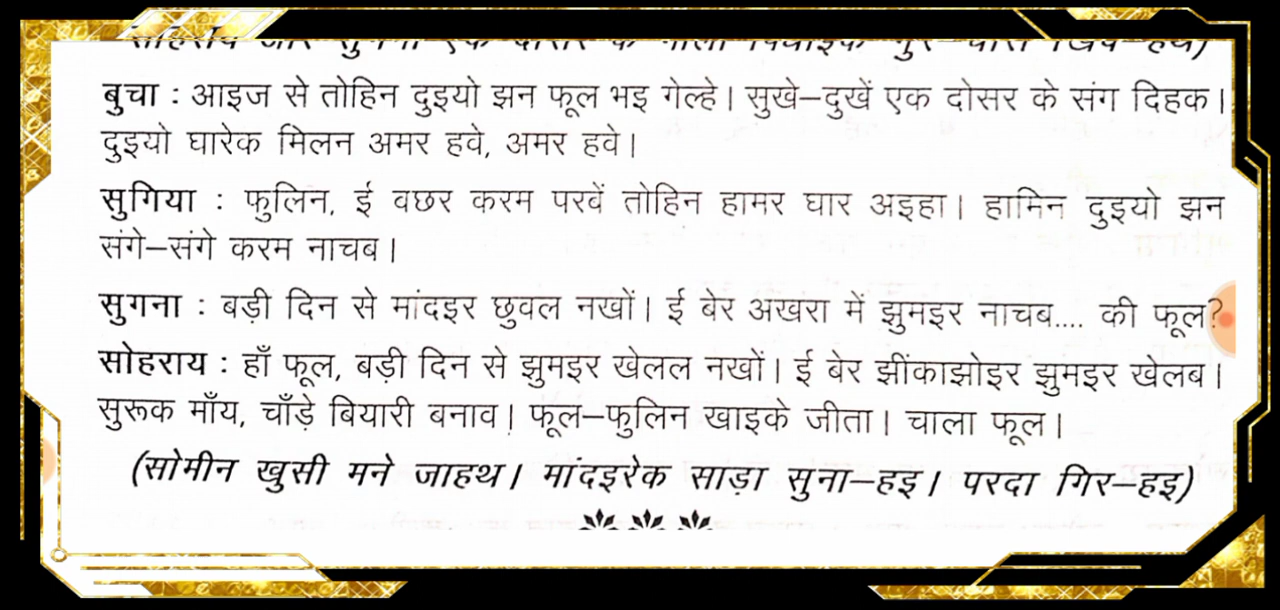 बुचा : आइज से तोहिन दुइयो झन फूल भइ गेल्हे। सुखे–दुखें एक दोसर के संग दिहक।
दुइयो घारेक मिलन अमर हवे, अमर हवे।
सुगिया : फुलिन, ई वछर करम परवें तोहिन हामर घार अइहा। हामिन दुइयो झन
संगे–संगे करम नाचब।
सुगना : बड़ी दिन से मांदइर छुवल नखों। ई बेर अखरा में झुमइर नाचब.... की फूल?
सोहराय : हाँ फूल, बड़ी दिन से झुमइर खेलल नखों। ई बेर झींकाझोइर झुमइर खेलब।
सुरूक माँय, चाँड़े बियारी बनाव। फूल–फुलिन खाइके जीता। चाला फूल।
(सोमीन खुसी मने जाहथ। मांदइरेक साड़ा सुना–हइ। परदा गिर–हइ)